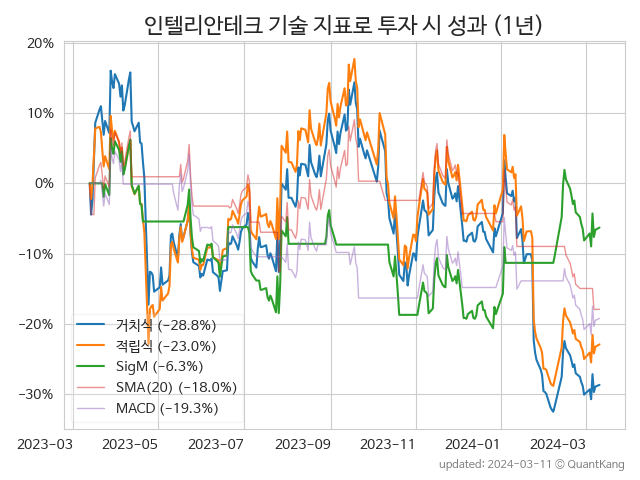 인텔리안테크 기술 지표로 투자 시 성과 (1년)
20%
10%
0%
−10%
−20%
−30%
거치식 (−28.8%)
적립식 (−23.0%)
SigM (−6.3%)
SMA(20) (−18.0%)
MACD (−19.3%)
2023-03 2023-05 2023-07 2023-09 2023-11 2024-01 2024-03
updated: 2024-03-11 © QuantKang